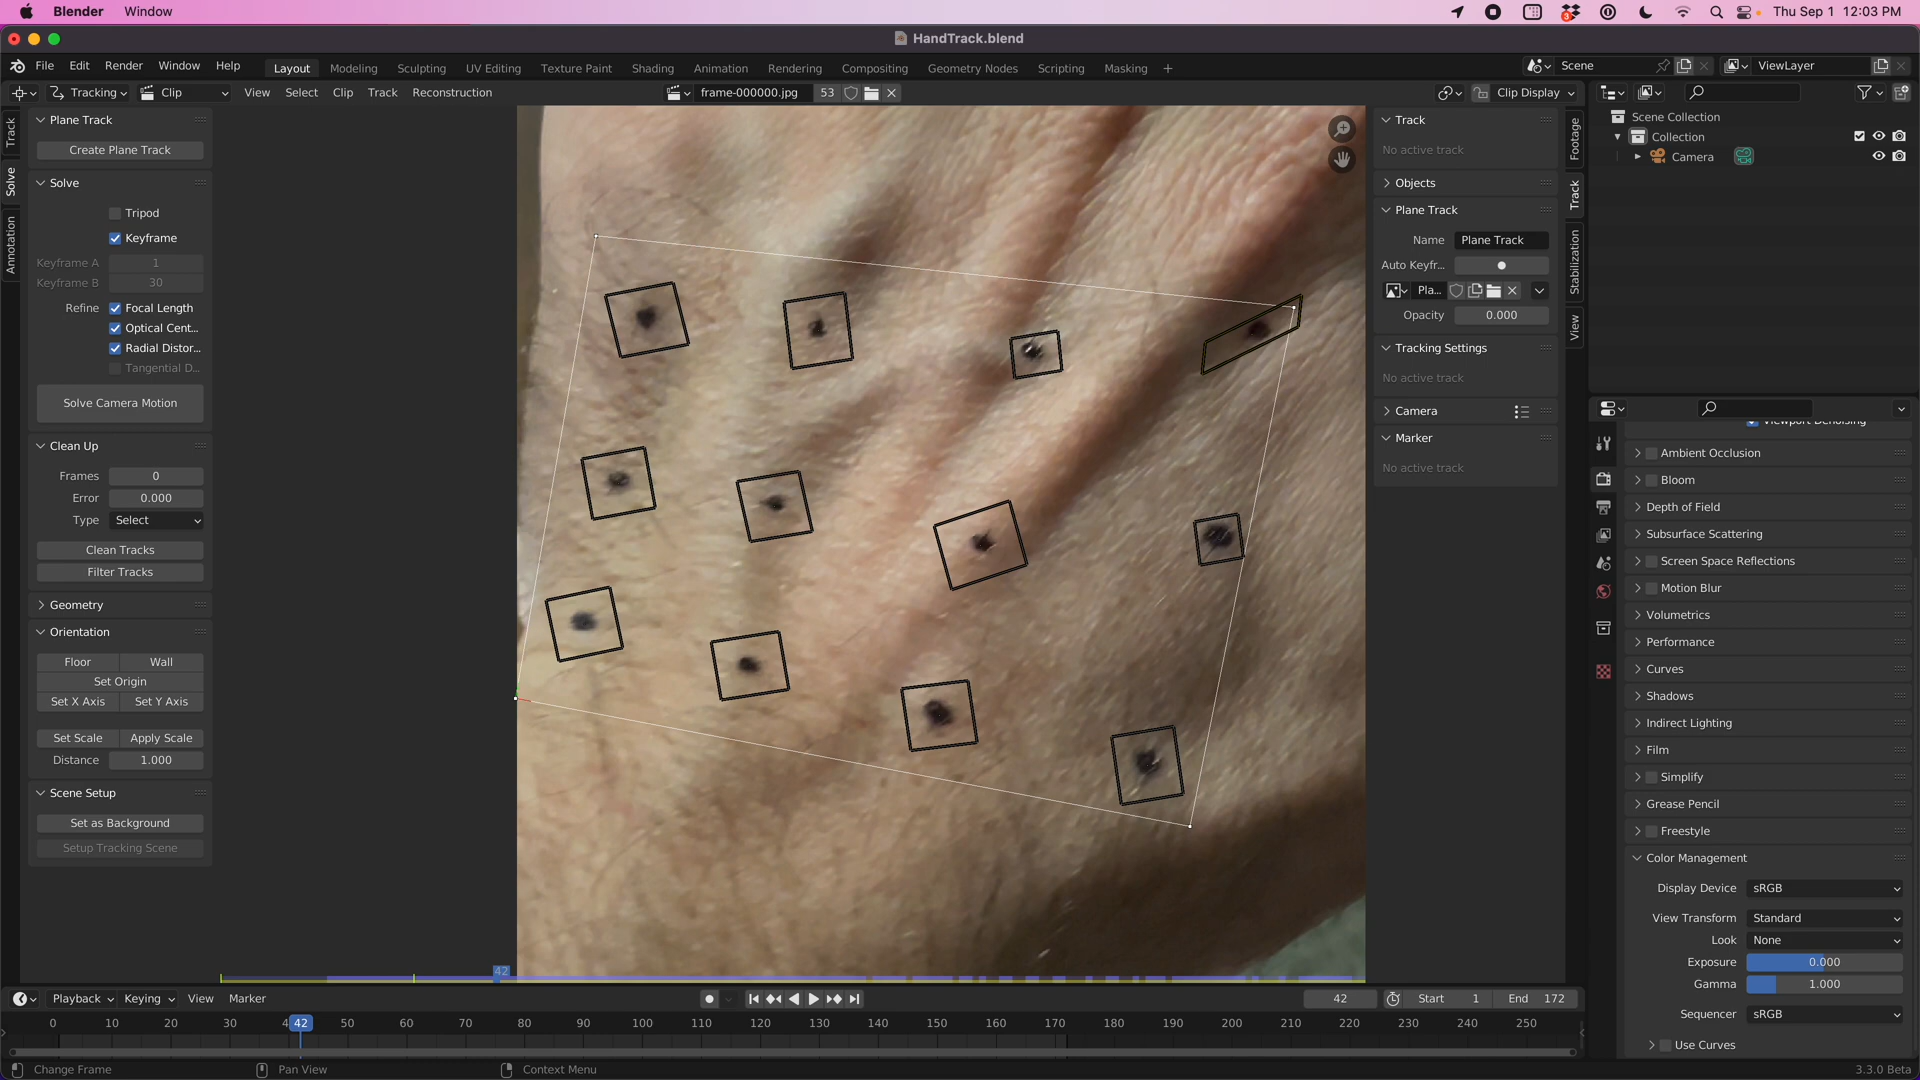 Blender Window
3 Thu Sep 1 12:03 PM
HandTrack.blend
File Edit Render Window Help
Layout Modeling Sculpting UV Editing Texture Paint Shading Animation Rendering Compositing Geometry Nodes Scripting Masking +
Scene
ViewLayer
Tracking Clip View Select Clip Track Reconstruction
frame-000000.jpg 53
Clip Display
Track
Solve
Annotation
Plane Track
Create Plane Track
Solve
Tripod
Keyframe
Keyframe A 1
Keyframe B 30
Refine Focal Length
Optical Cent...
Radial Distor...
Tangential D...
Solve Camera Motion
Clean Up
Frames 0
Error 0.000
Type Select
Clean Tracks
Filter Tracks
Geometry
Orientation
Floor Wall
Set Origin
Set X Axis Set Y Axis
Set Scale Apply Scale
Distance 1.000
Scene Setup
Set as Background
Setup Tracking Scene
42
Track
No active track
Objects
Plane Track
Name Plane Track
Auto Keyfr...
Pla...
Opacity 0.000
Tracking Settings
No active track
Camera
Marker
No active track
Footage
Track
Stabilization
View
Scene Collection
Collection
Camera
Viewport Denoising
Ambient Occlusion
Bloom
Depth of Field
Subsurface Scattering
Screen Space Reflections
Motion Blur
Volumetrics
Performance
Curves
Shadows
Indirect Lighting
Film
Simplify
Grease Pencil
Freestyle
Color Management
Display Device sRGB
View Transform Standard
Look None
Exposure 0.000
Gamma 1.000
Sequencer sRGB
Use Curves
Playback Keying View Marker
42 Start 1 End 172
0 10 20 30 4 42 50 60 70 80 90 100 110 120 130 140 150 160 170 180 190 200 210 220 230 240 250
Change Frame Pan View Context Menu
3.3.0 Beta